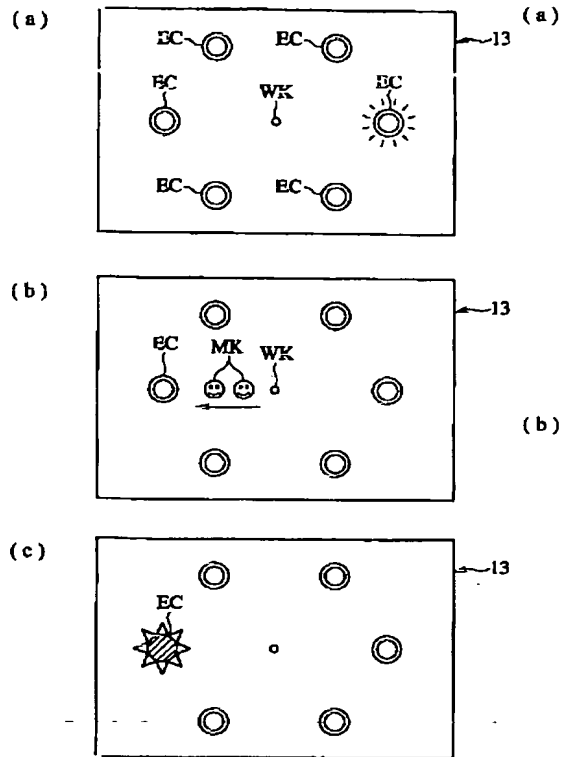 (a) (a)
EC EC 13
EC WK EC
EC EC
(b) 13
MK
EC WK
(b)
(c) 13
EC